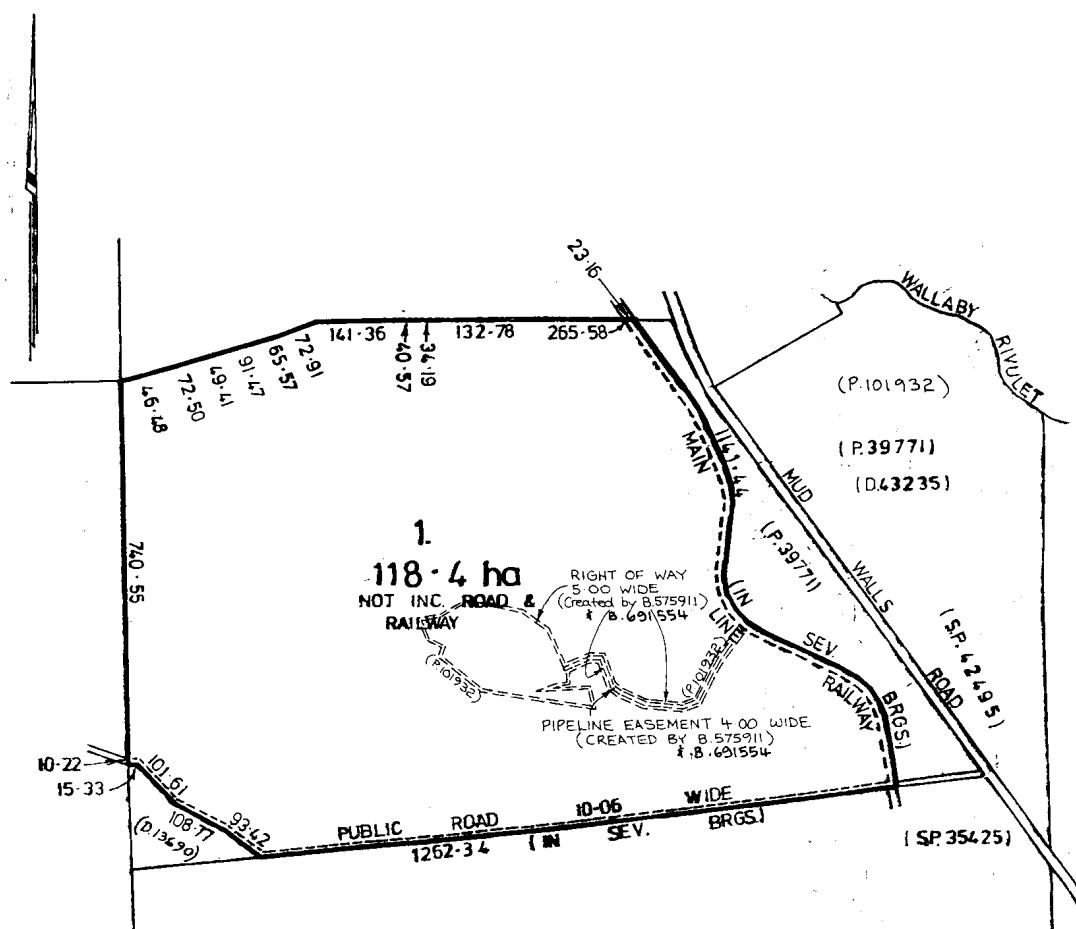 23·16
WALLABY
RIVULET
141·36
40·57
34·19
132·78
265·58
46·48
72·50
49·41
91·47
65·57
72·91
(P.101932)
(P.39771)
(D.43235)
MAIN
1141·44
MUD
WALLS
ROAD
(P.39771)
740·55
1.
118·4 ha
NOT INC. ROAD &
RAILWAY
RIGHT OF WAY
5·00 WIDE
(Created by B.575911)
& B.691554
(IN
LINE
SEV.
RAILWAY
BRGS.)
(S.P. 42495)
(P.101932)
(P.101932)
PIPELINE EASEMENT 4·00 WIDE
(CREATED BY B.575911)
& B.691554
10·22
15·33
101·61
108·77
93·42
(D.13690)
PUBLIC ROAD 10·06 WIDE
1262·34 (IN SEV. BRGS.)
(S.P. 35425)